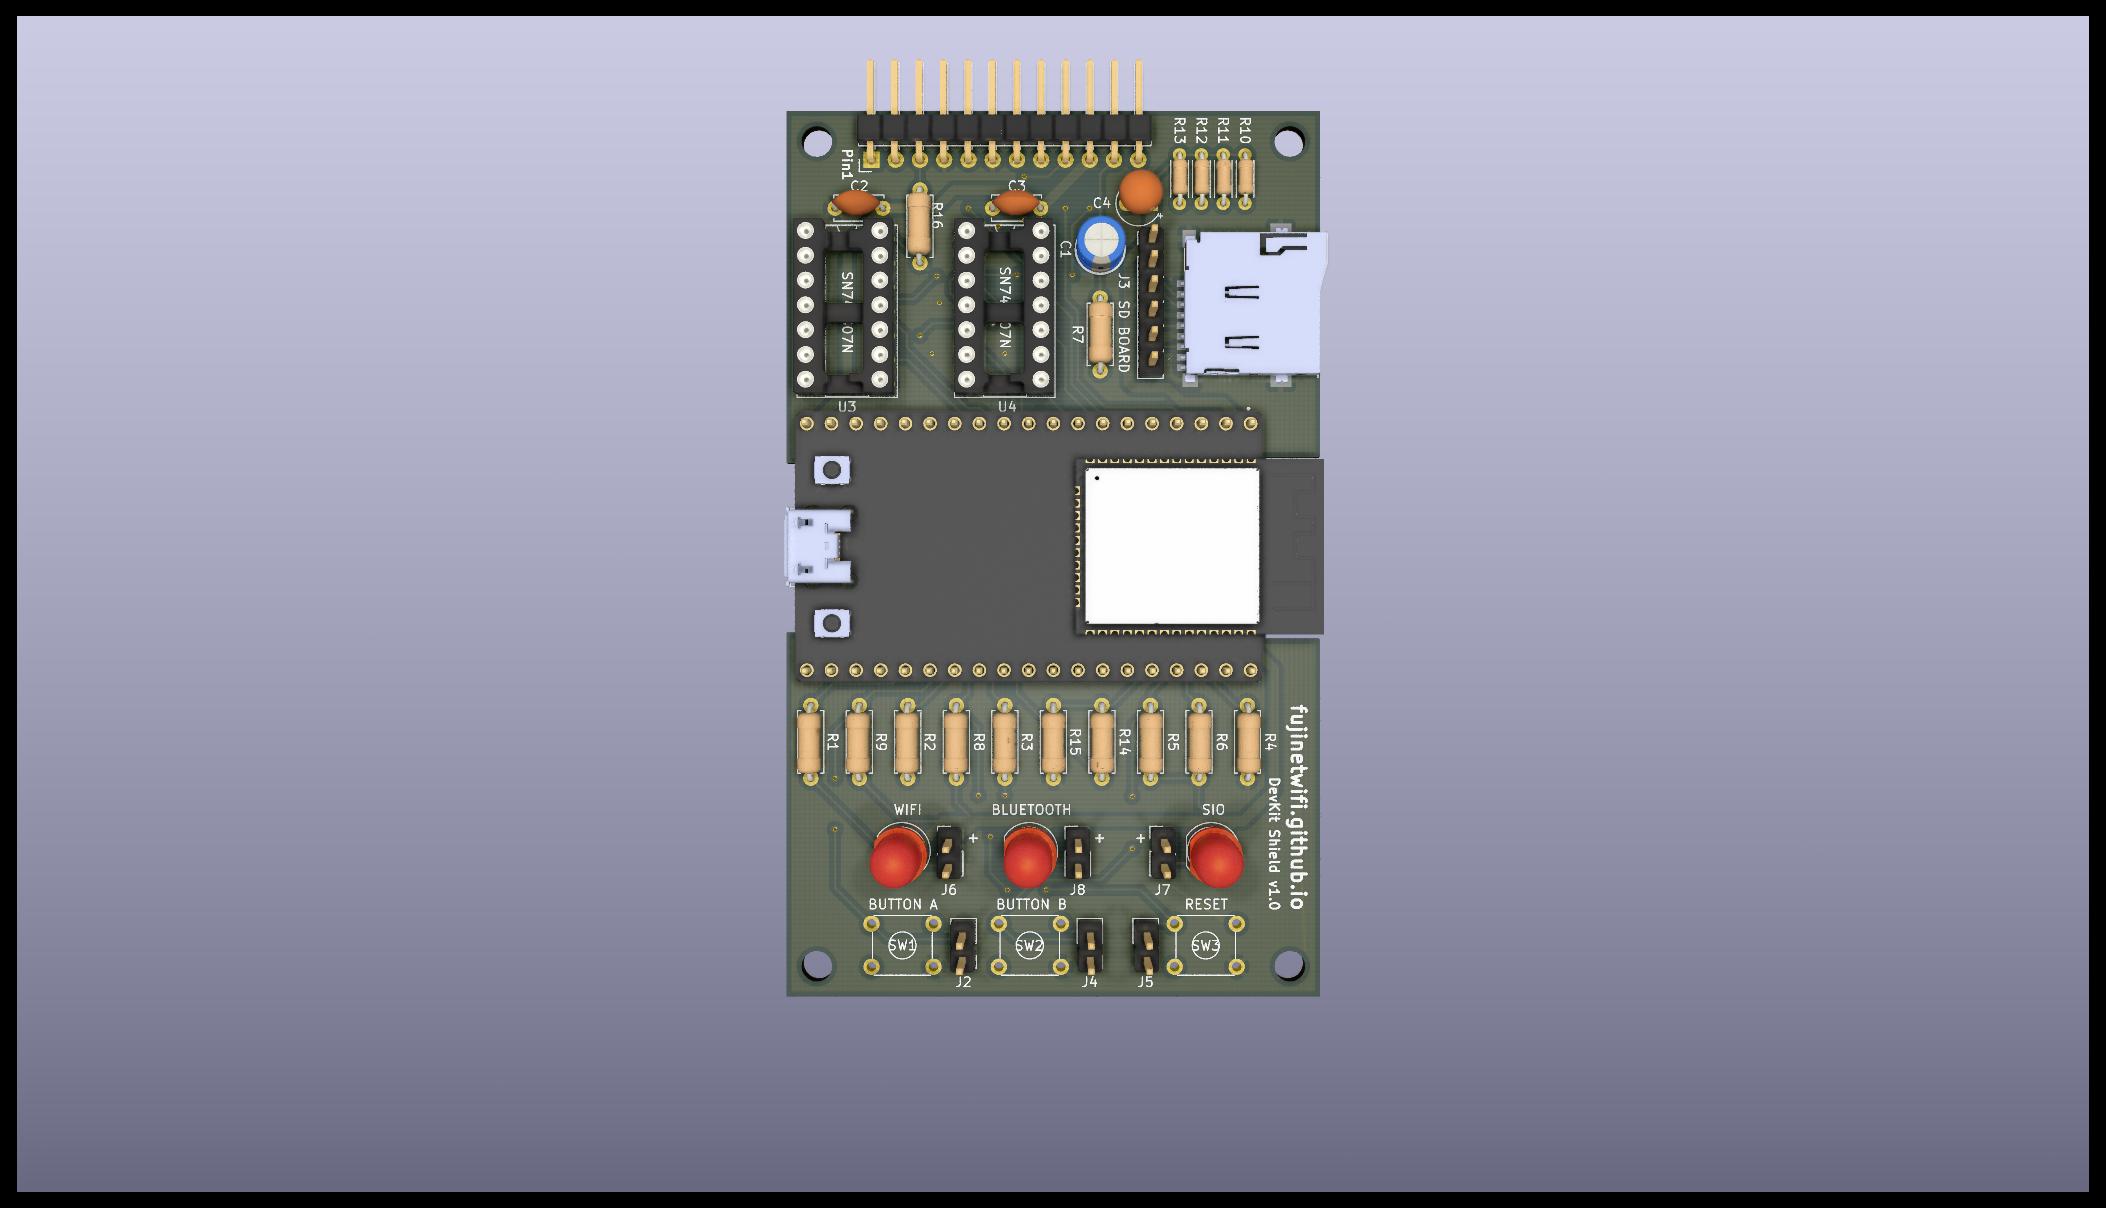 R13
R12
R11
R10
Pin1
C2
C3
C4
+
R16
C1
J3 SD BOARD
R7
SN74
07N
SN74
07N
U3
U4
R1
R9
R2
R8
R3
R15
R14
R5
R6
R4
fujinetwifi.github.io
DevKit Shield v1.0
WIFI
BLUETOOTH
SIO
+
+
+
J6
J8
J7
BUTTON A
BUTTON B
RESET
SW1
SW2
SW3
J2
J4
J5